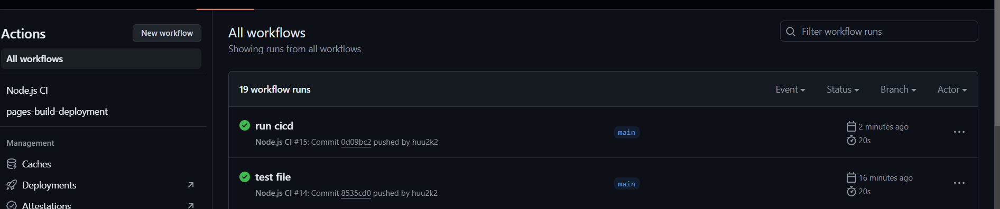 Actions
New workflow
All workflows
Node.js CI
pages-build-deployment
Management
Caches
Deployments
Attestations
All workflows
Showing runs from all workflows
Filter workflow runs
19 workflow runs
Event
Status
Branch
Actor
run cicd
Node.js CI #15: Commit 0d09bc2 pushed by huu2k2
main
2 minutes ago
20s
test file
Node.js CI #14: Commit 8535cd0 pushed by huu2k2
main
16 minutes ago
20s